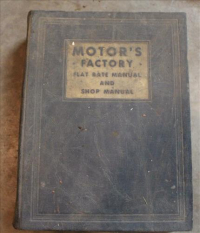 MOTOR'S
FACTORY
FLAT RATE MANUAL
AND
SHOP MANUAL